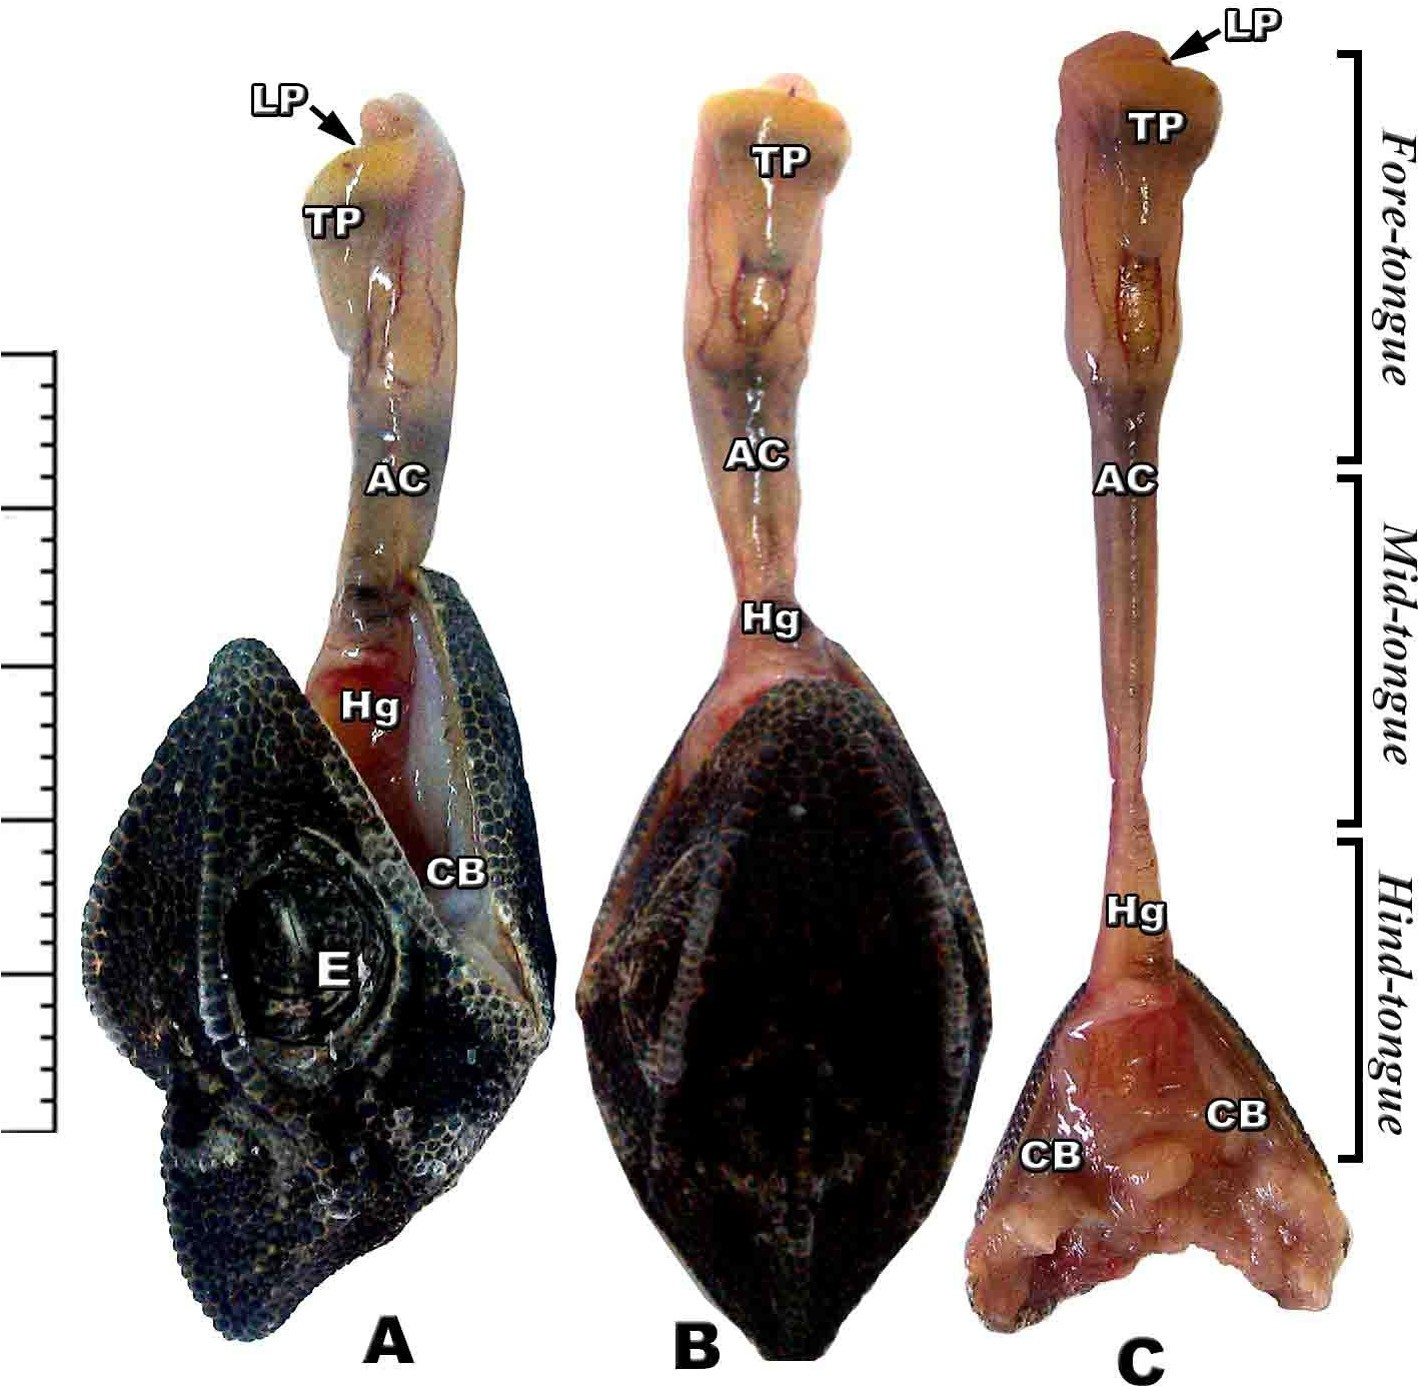 LP
TP
AC
Hg
CB
E
A
TP
AC
Hg
B
LP
TP
AC
Hg
CB
CB
C
Fore-tongue
Mid-tongue
Hind-tongue